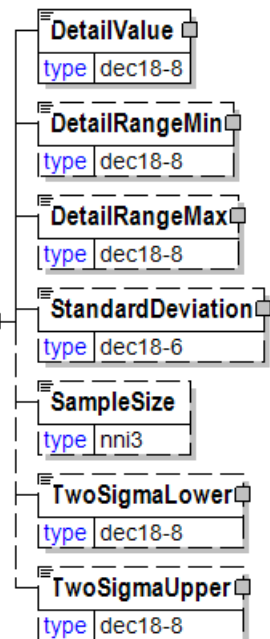 DetailValue
type dec18-8
DetailRangeMin
type dec18-8
DetailRangeMax
type dec18-8
StandardDeviation
type dec18-6
SampleSize
type nni3
TwoSigmaLower
type dec18-8
TwoSigmaUpper
type dec18-8